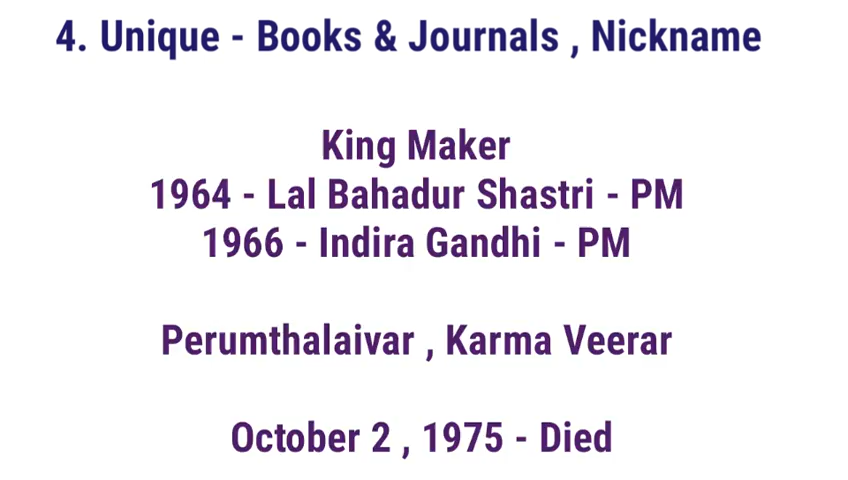 4. Unique - Books & Journals , Nickname
King Maker
1964 - Lal Bahadur Shastri - PM
1966 - Indira Gandhi - PM
Perumthalaivar , Karma Veerar
October 2 , 1975 - Died